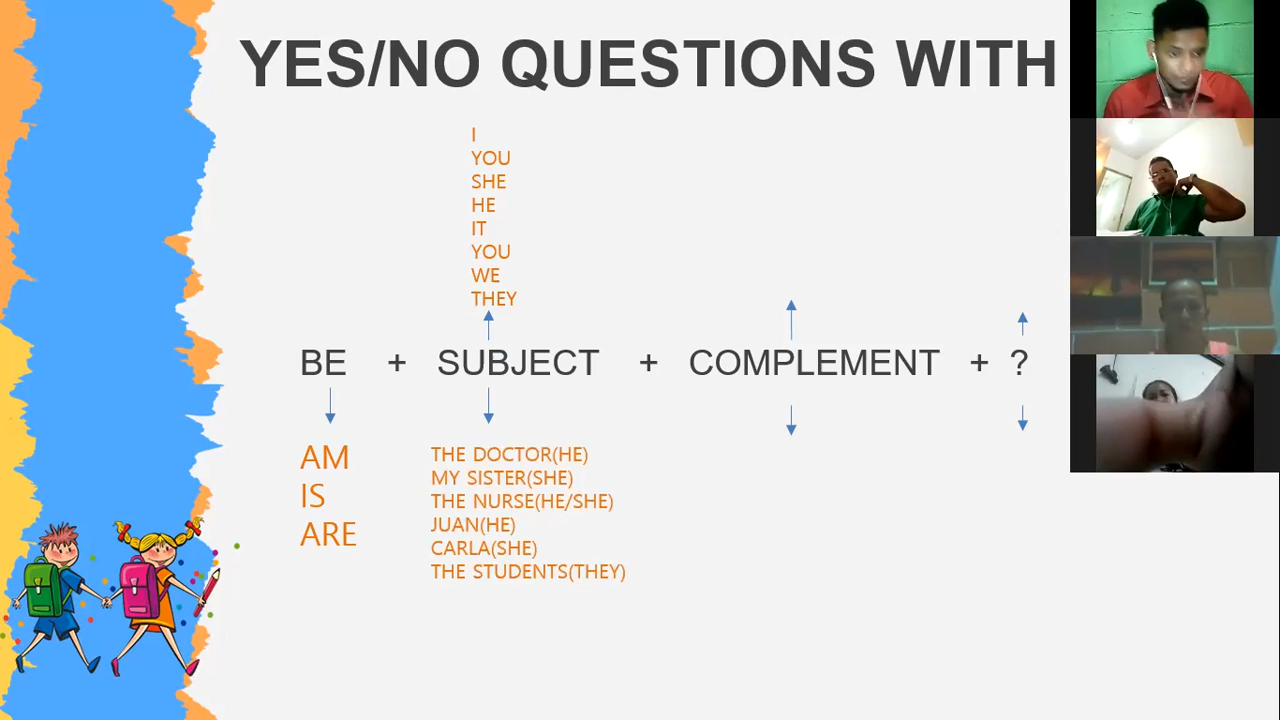 YES/NO QUESTIONS WITH
I
YOU
SHE
HE
IT
YOU
WE
THEY
BE + SUBJECT + COMPLEMENT + ?
AM
IS
ARE
THE DOCTOR(HE)
MY SISTER(SHE)
THE NURSE(HE/SHE)
JUAN(HE)
CARLA(SHE)
THE STUDENTS(THEY)